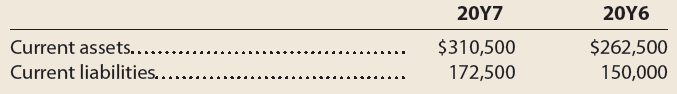 20Y7 20Y6
Current assets.......................................... $310,500 $262,500
Current liabilities...................................... 172,500 150,000